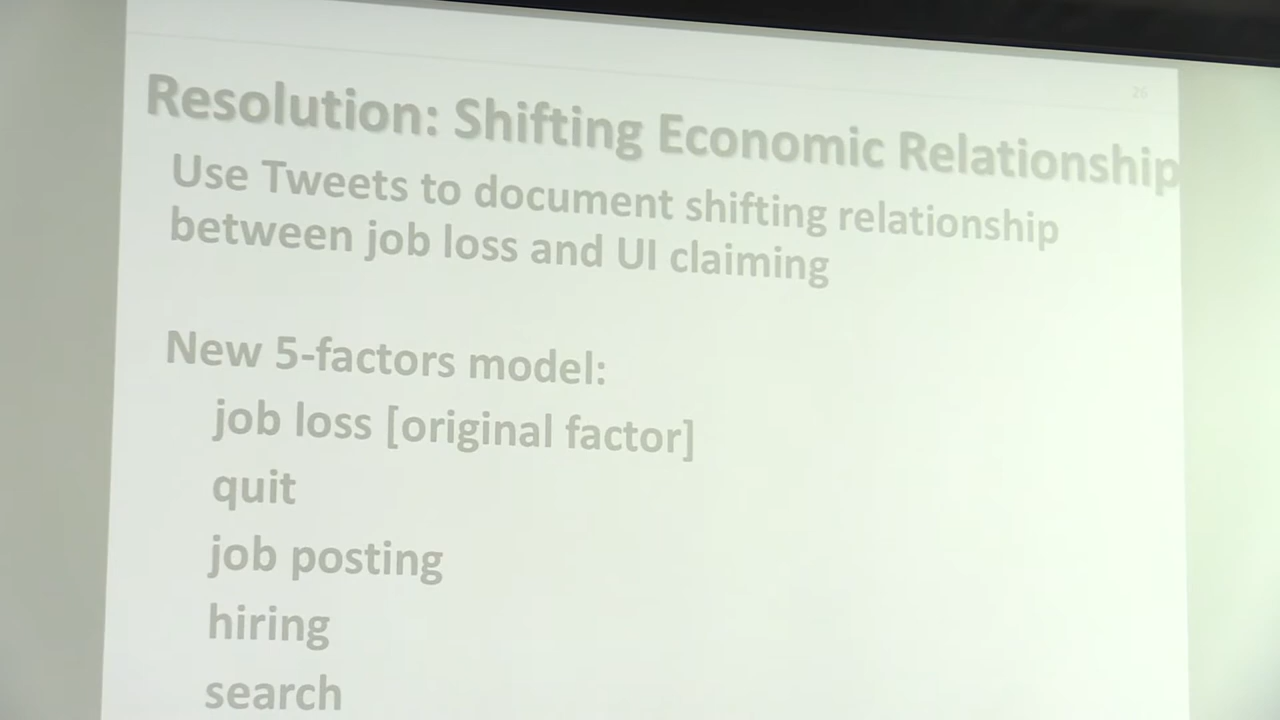 26
Resolution: Shifting Economic Relationship
Use Tweets to document shifting relationship
between job loss and UI claiming
New 5-factors model:
job loss [original factor]
quit
job posting
hiring
search